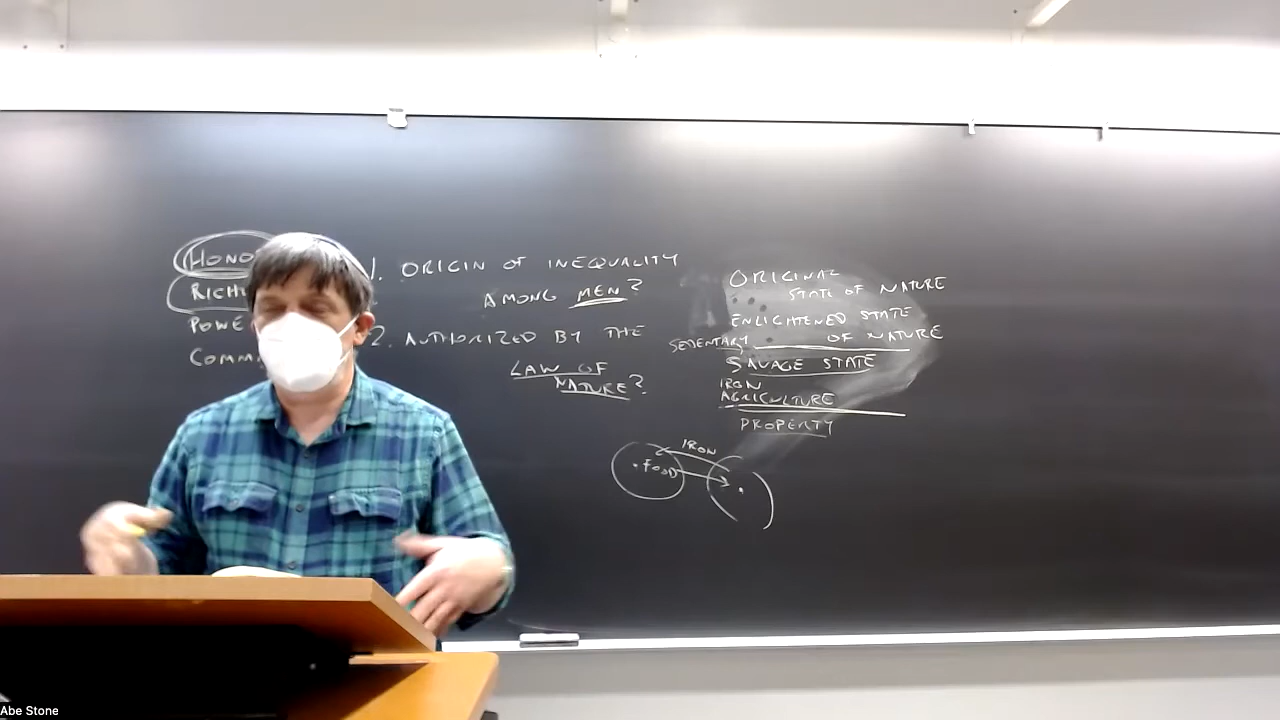 HONO
RICH
POWE
COMM
1. ORIGIN OF INEQUALITY
AMONG MEN?
2. AUTHORIZED BY THE
LAW OF
NATURE?
ORIGINAL
STATE OF NATURE
ENLIGHTENED STATE
OF NATURE
SEDENTARY
SAVAGE STATE
IRON
AGRICULTURE
PROPERTY
IRON
FOOD
Abe Stone